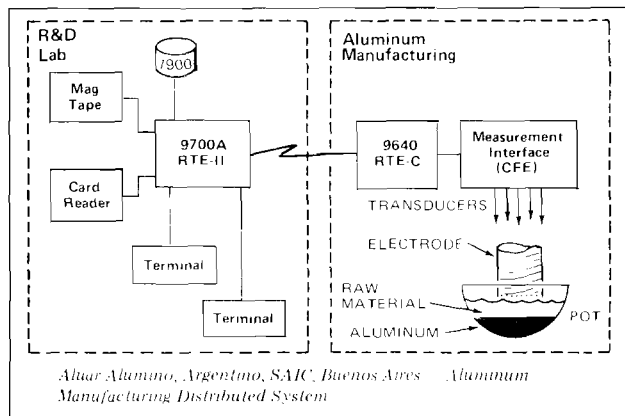 R&D
Lab
7900
Mag
Tape
Card
Reader
9700A
RTE-II
Terminal
Terminal
Aluminum
Manufacturing
9640
RTE-C
Measurement
Interface
(CFE)
TRANSDUCERS
ELECTRODE
RAW
MATERIAL
ALUMINUM
POT
Aluar Alumino, Argentino, SAIC, Buenos Aires Aluminum
Manufacturing Distributed System